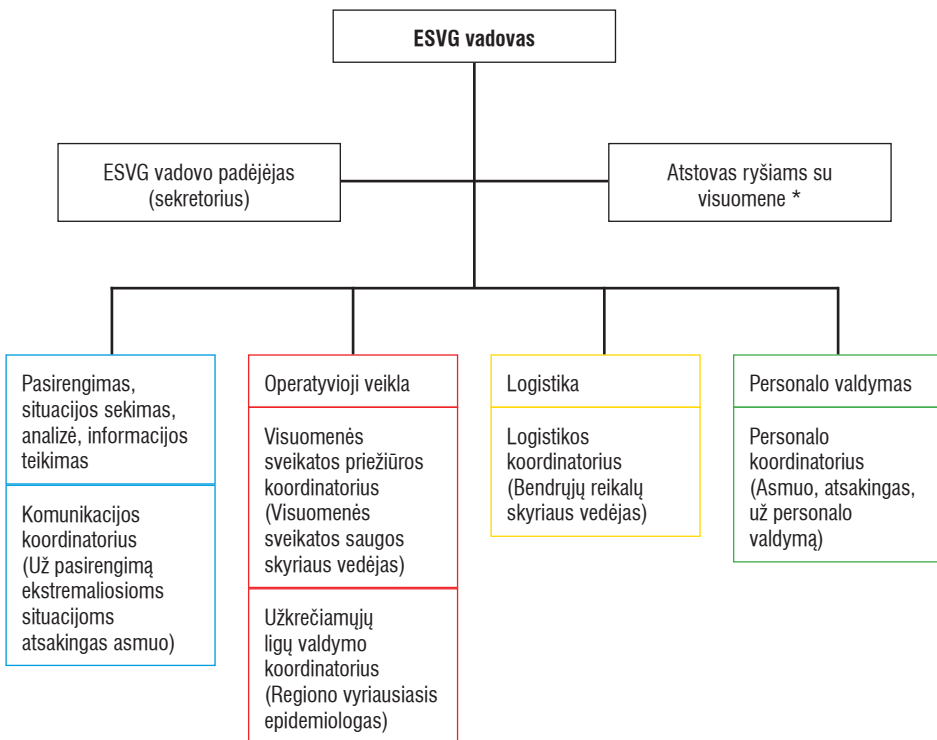 ESVG vadovas
ESVG vadovo padėjėjas
(sekretorius)
Atstovas ryšiams su
visuomene *
Pasirengimas,
situacijos sekimas,
analizė, informacijos
teikimas
Komunikacijos
koordinatorius
(Už pasirengimą
ekstremaliosioms
situacijoms
atsakingas asmuo)
Operatyvioji veikla
Visuomenės
sveikatos priežiūros
koordinatorius
(Visuomenės
sveikatos saugos
skyriaus vedėjas)
Užkrečiamųjų
ligų valdymo
koordinatorius
(Regiono vyriausiasis
epidemiologas)
Logistika
Logistikos
koordinatorius
(Bendrųjų reikalų
skyriaus vedėjas)
Personalo valdymas
Personalo
koordinatorius
(Asmuo, atsakingas,
už personalo
valdymą)